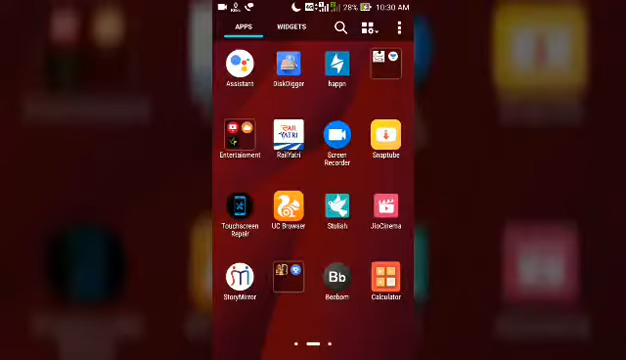 28% 10:30 AM
APPS WIDGETS
Assistant DiskDigger happn
Entertainment RailYatri Screen Recorder Snaptube
Touchscreen Repair UC Browser Stulish JioCinema
StoryMirror Bb Beebom Calculator